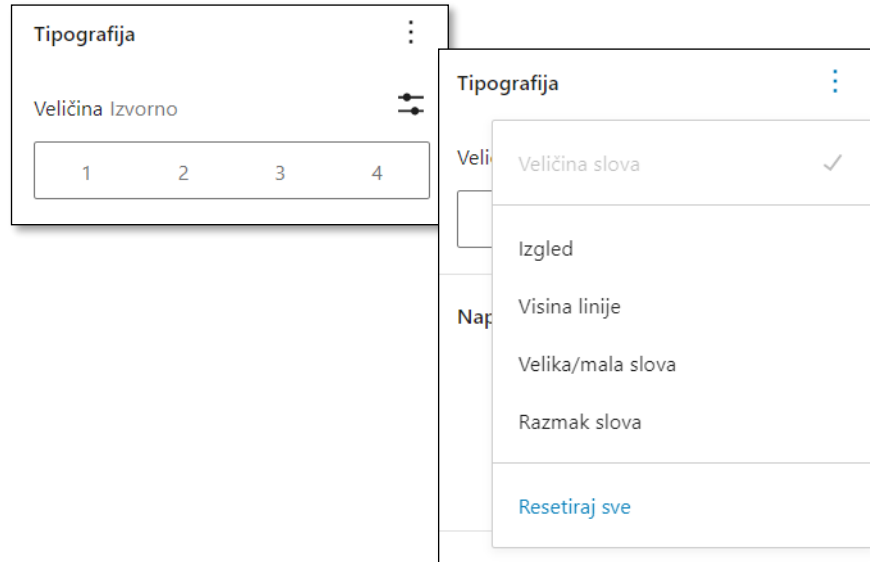 Tipografija
Veličina Izvorno
1 2 3 4
Tipografija
Veli
Veličina slova
Izgled
Nap
Visina linije
Velika/mala slova
Razmak slova
Resetiraj sve